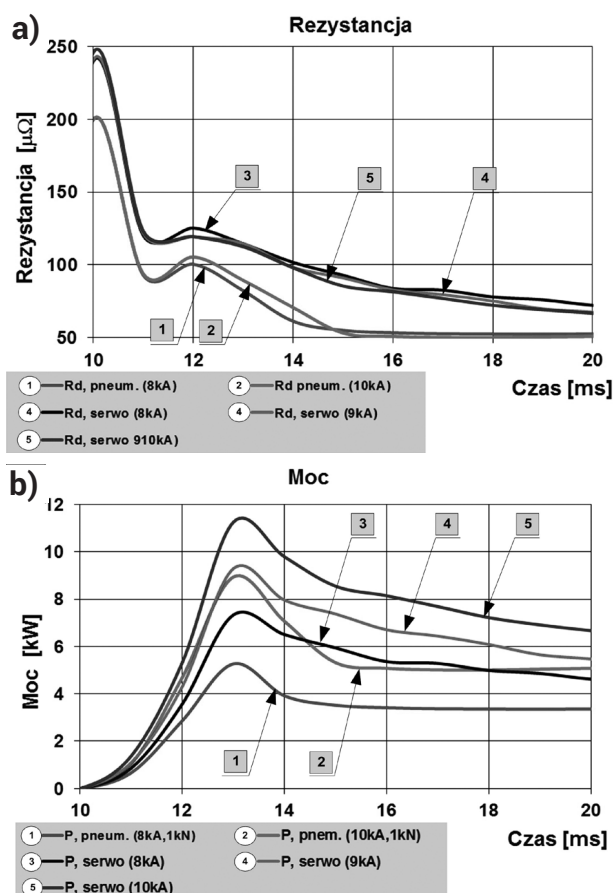 a)
Rezystancja
250
200
150
100
50
Rezystancja [μΩ]
3
5
4
1
2
10 12 14 16 18 20
Czas [ms]
1 Rd, pneum. (8kA)
2 Rd pneum. (10kA)
4 Rd, serwo (8kA)
4 Rd, serwo (9kA)
5 Rd, serwo 910kA)
b)
Moc
12
10
8
6
4
2
0
Moc [kW]
3
4
5
1
2
10 12 14 16 18 20
Czas [ms]
1 P, pneum. (8kA,1kN)
2 P, pnem. (10kA,1kN)
3 P, serwo (8kA)
4 P, serwo (9kA)
5 P, serwo (10kA)